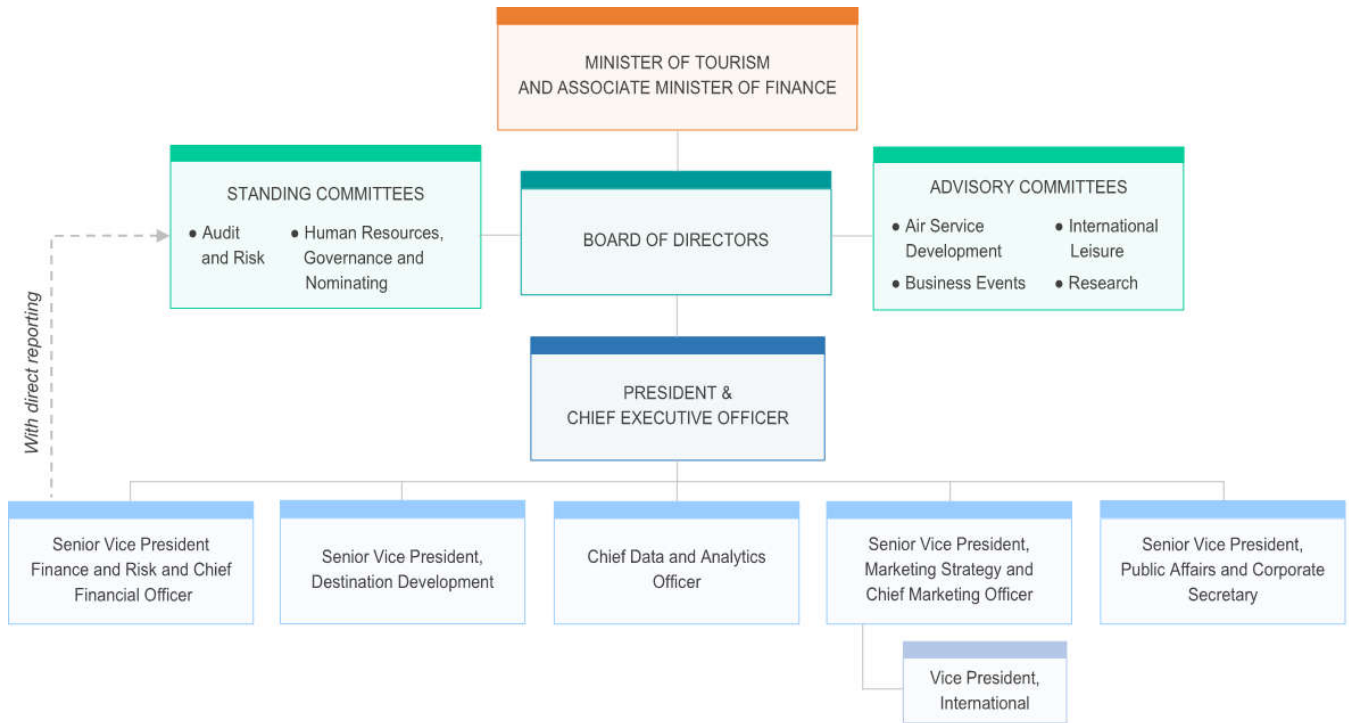 MINISTER OF TOURISM
AND ASSOCIATE MINISTER OF FINANCE
STANDING COMMITTEES
● Audit
and Risk
● Human Resources,
Governance and
Nominating
BOARD OF DIRECTORS
ADVISORY COMMITTEES
● Air Service
Development
● International
Leisure
● Business Events
● Research
With direct reporting
PRESIDENT &
CHIEF EXECUTIVE OFFICER
Senior Vice President
Finance and Risk and Chief
Financial Officer
Senior Vice President,
Destination Development
Chief Data and Analytics
Officer
Senior Vice President,
Marketing Strategy and
Chief Marketing Officer
Senior Vice President,
Public Affairs and Corporate
Secretary
Vice President,
International